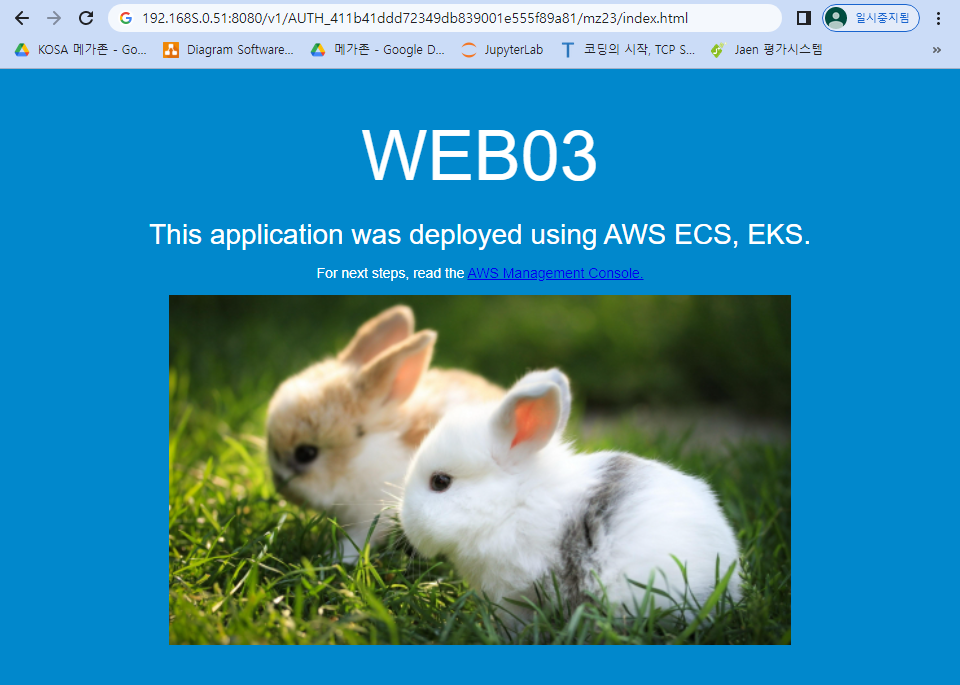 192.168S.0.51:8080/v1/AUTH_411b41ddd72349db839001e555f89a81/mz23/index.html
일시중지됨
KOSA 메가존 - Go...
Diagram Software...
메가존 - Google D...
JupyterLab
코딩의 시작, TCP S...
Jaen 평가시스템
»
WEB03
This application was deployed using AWS ECS, EKS.
For next steps, read the AWS Management Console.